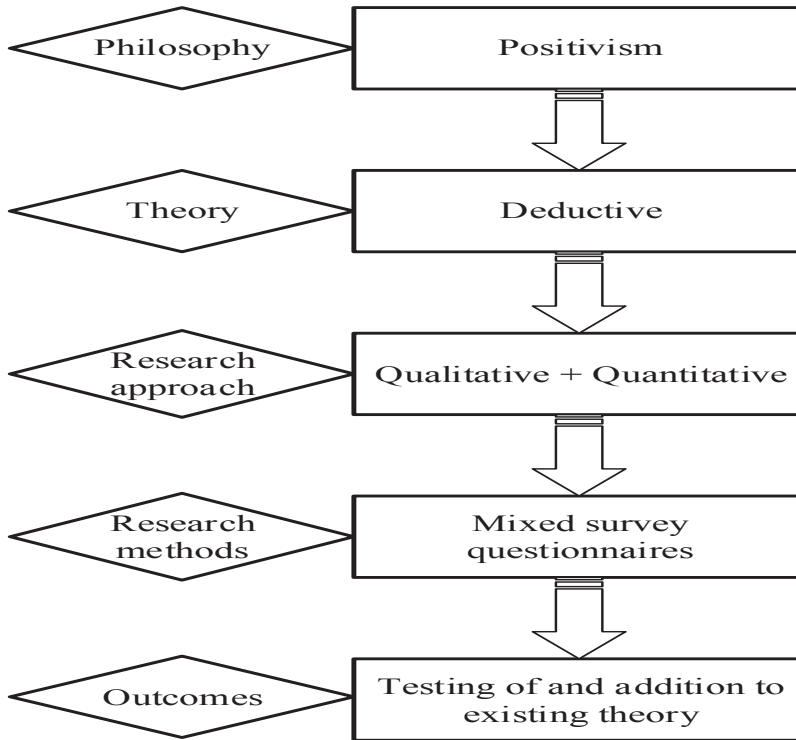 Philosophy
Positivism
Theory
Deductive
Research
approach
Qualitative + Quantitative
Research
methods
Mixed survey
questionnaires
Outcomes
Testing of and addition to
existing theory